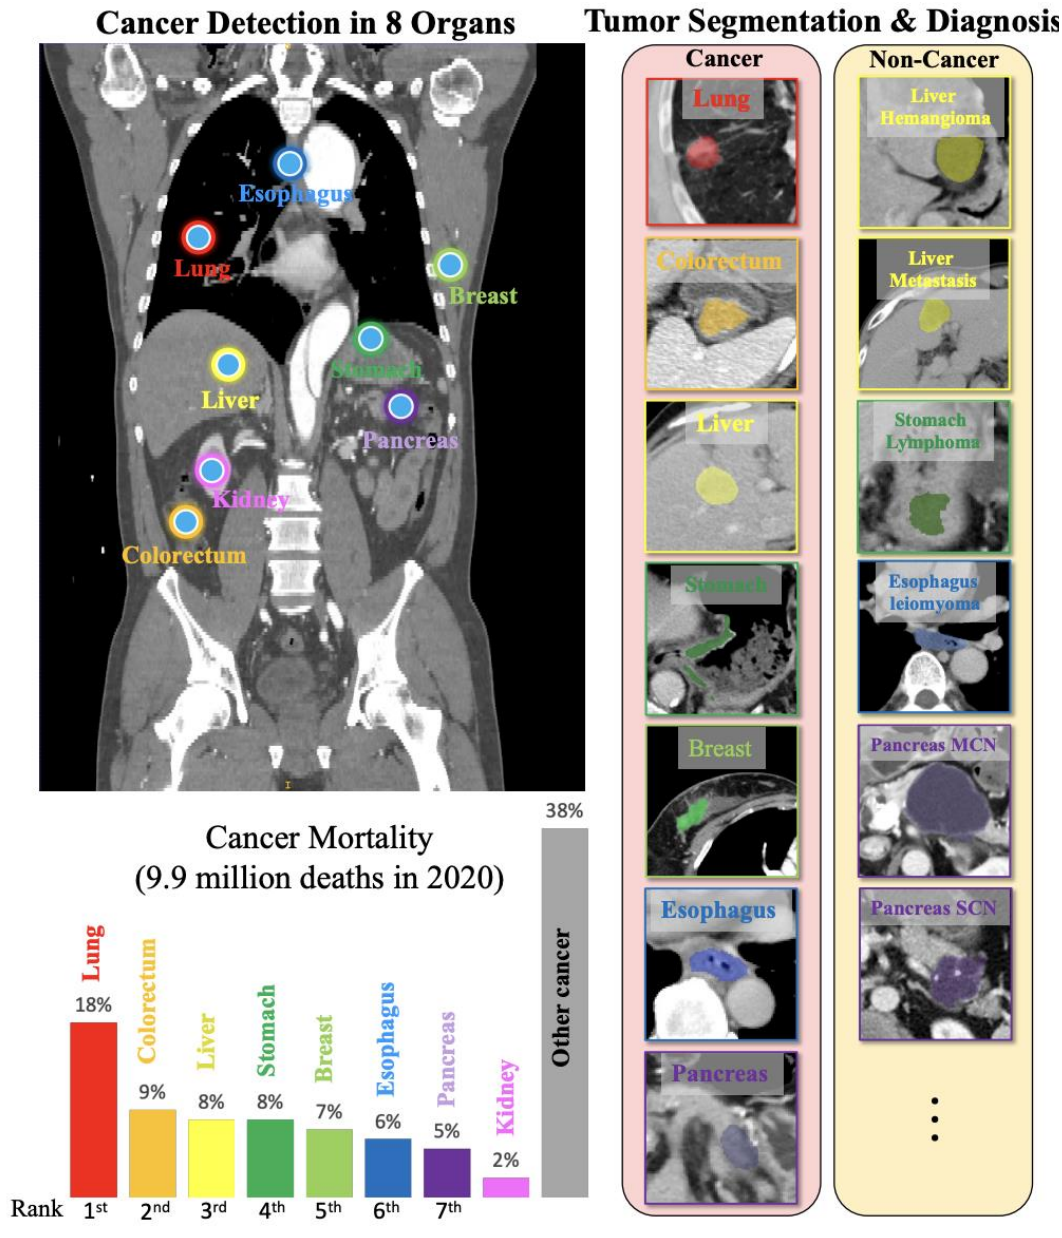 Cancer Detection in 8 Organs
Esophagus
Lung
Breast
Stomach
Liver
Pancreas
Kidney
Colorectum
I
Cancer Mortality
(9.9 million deaths in 2020)
Lung
Colorectum
Liver
Stomach
Breast
Esophagus
Pancreas
Kidney
Other cancer
18%
9%
8%
8%
7%
6%
5%
2%
38%
Rank 1st 2nd 3rd 4th 5th 6th 7th
Tumor Segmentation & Diagnosis
Cancer
Lung
Colorectum
Liver
Stomach
Breast
Esophagus
Pancreas
Non-Cancer
Liver
Hemangioma
Liver
Metastasis
Stomach
Lymphoma
Esophagus
leiomyoma
Pancreas MCN
Pancreas SCN